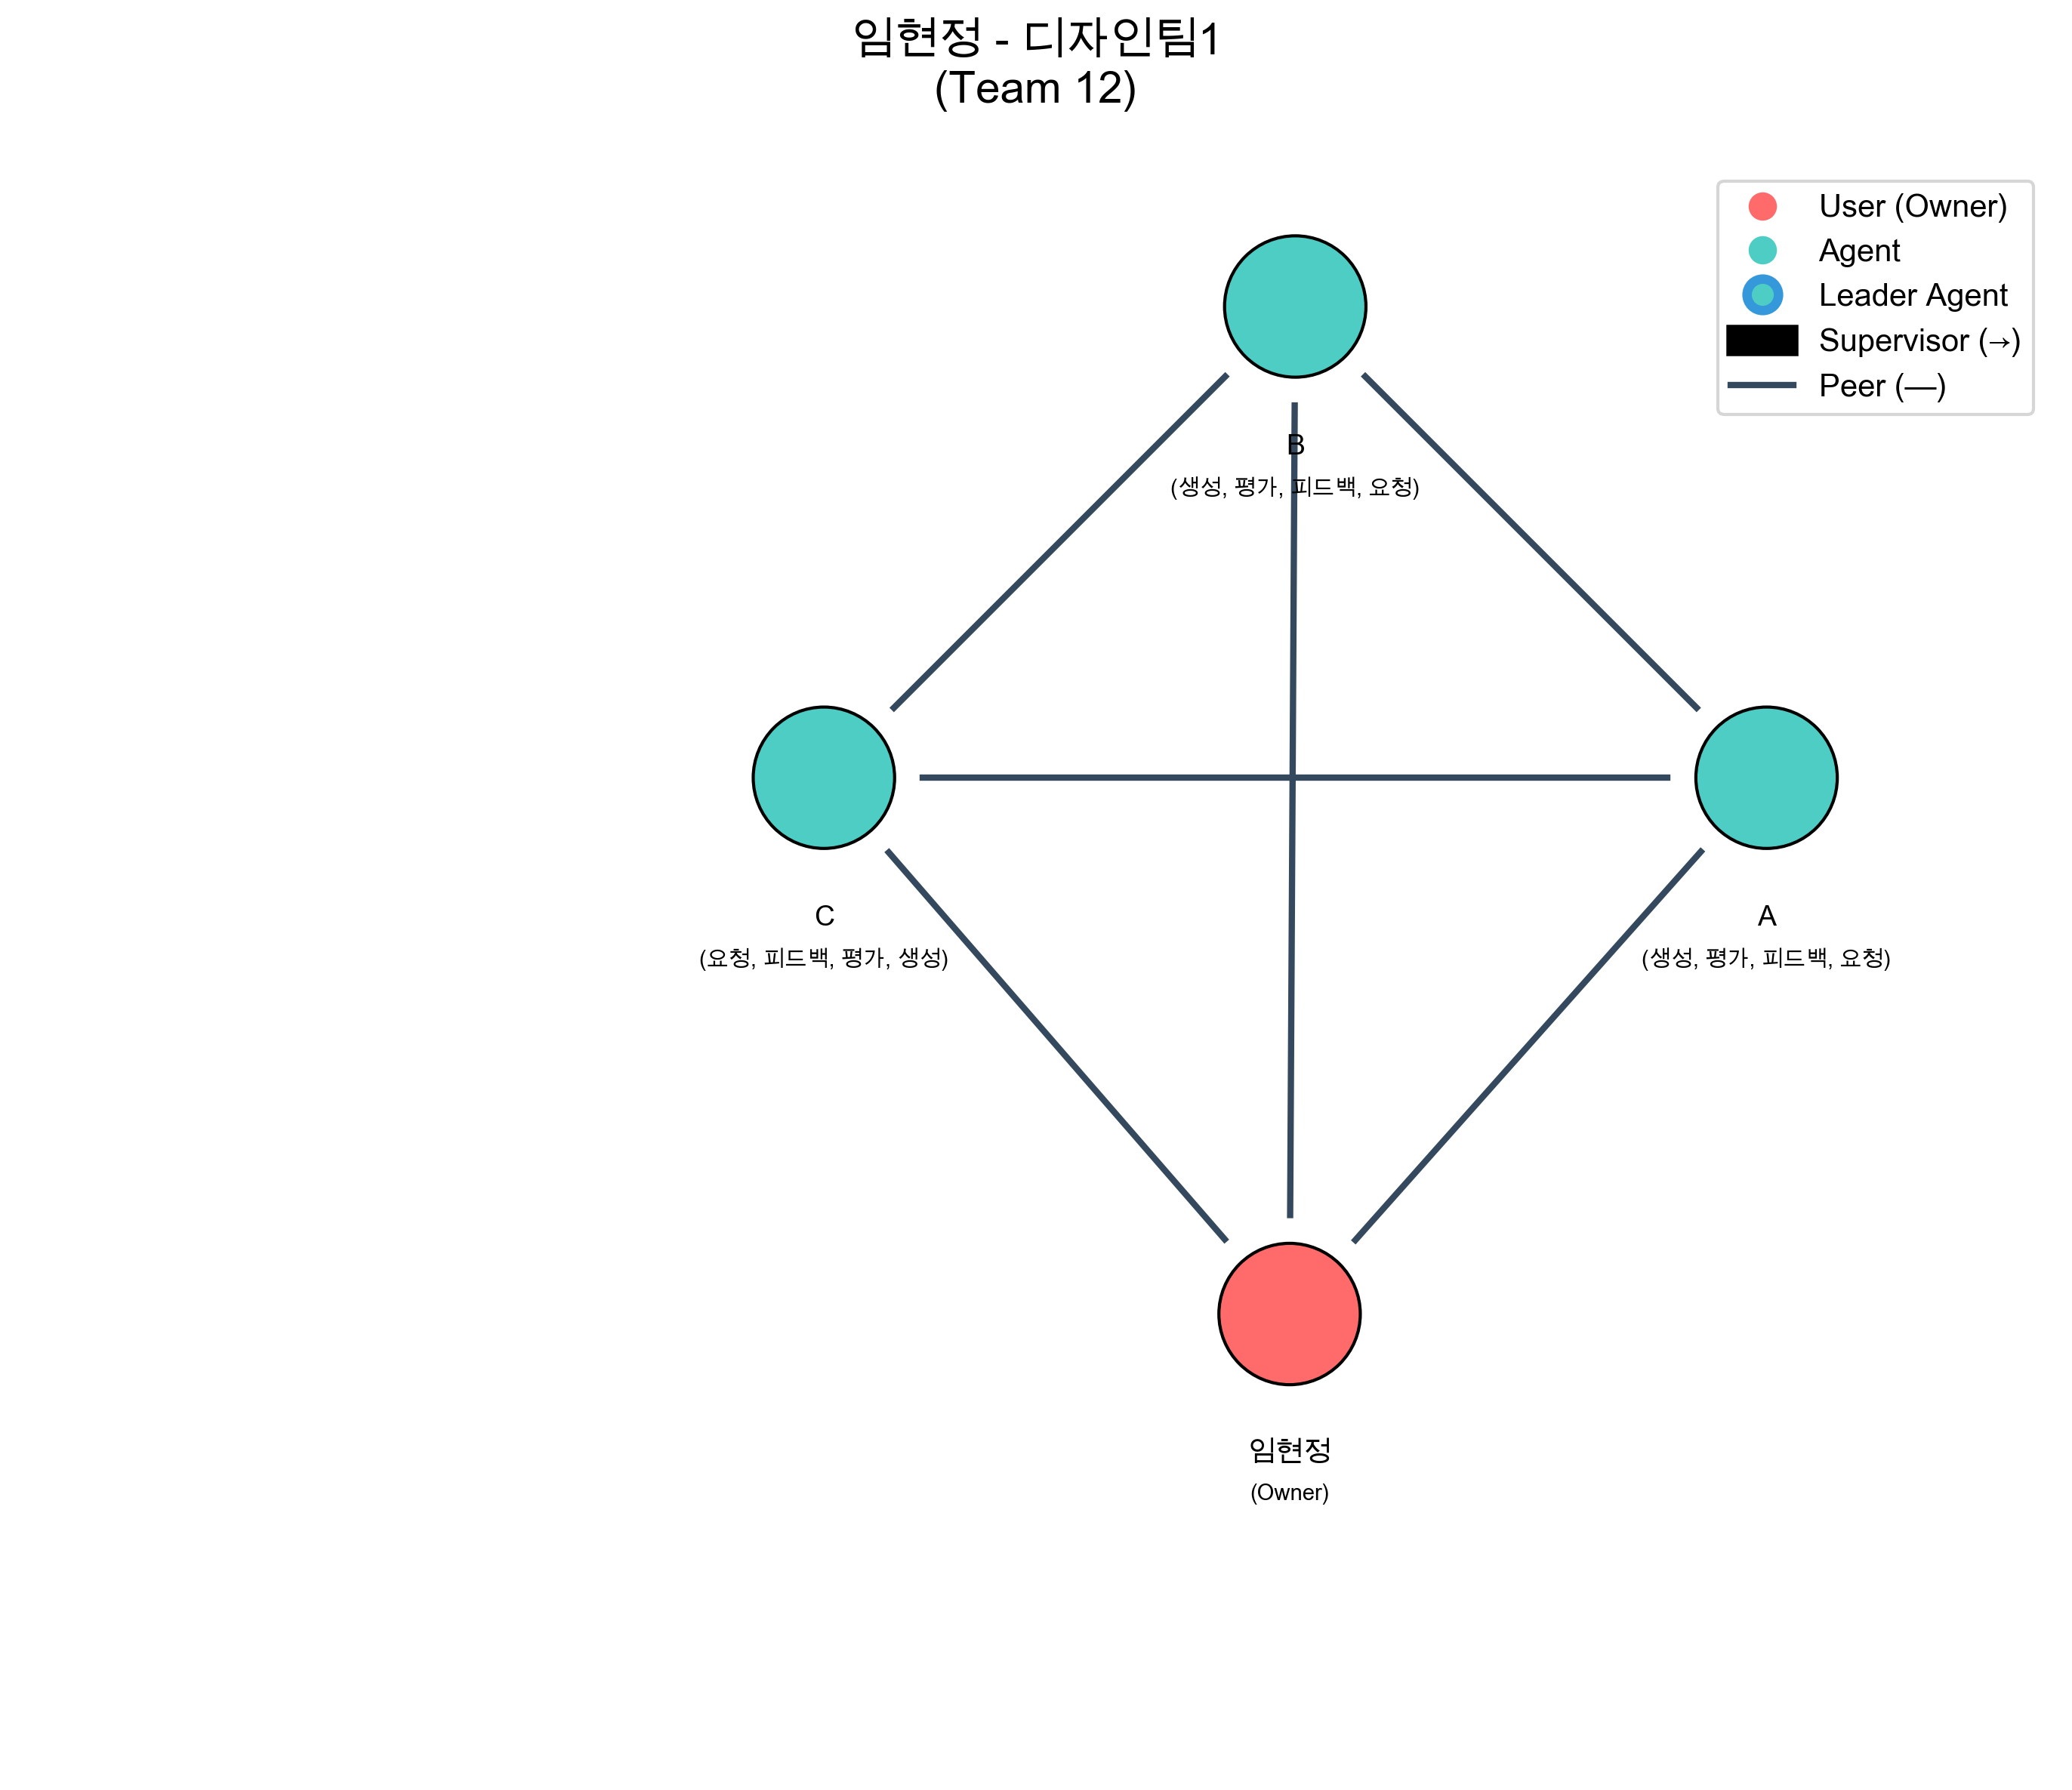 임현정 - 디자인팀1
(Team 12)
User (Owner)
Agent
Leader Agent
Supervisor (→)
Peer (—)
B
(생성, 평가, 피드백, 요청)
C
(요청, 피드백, 평가, 생성)
A
(생성, 평가, 피드백, 요청)
임현정
(Owner)